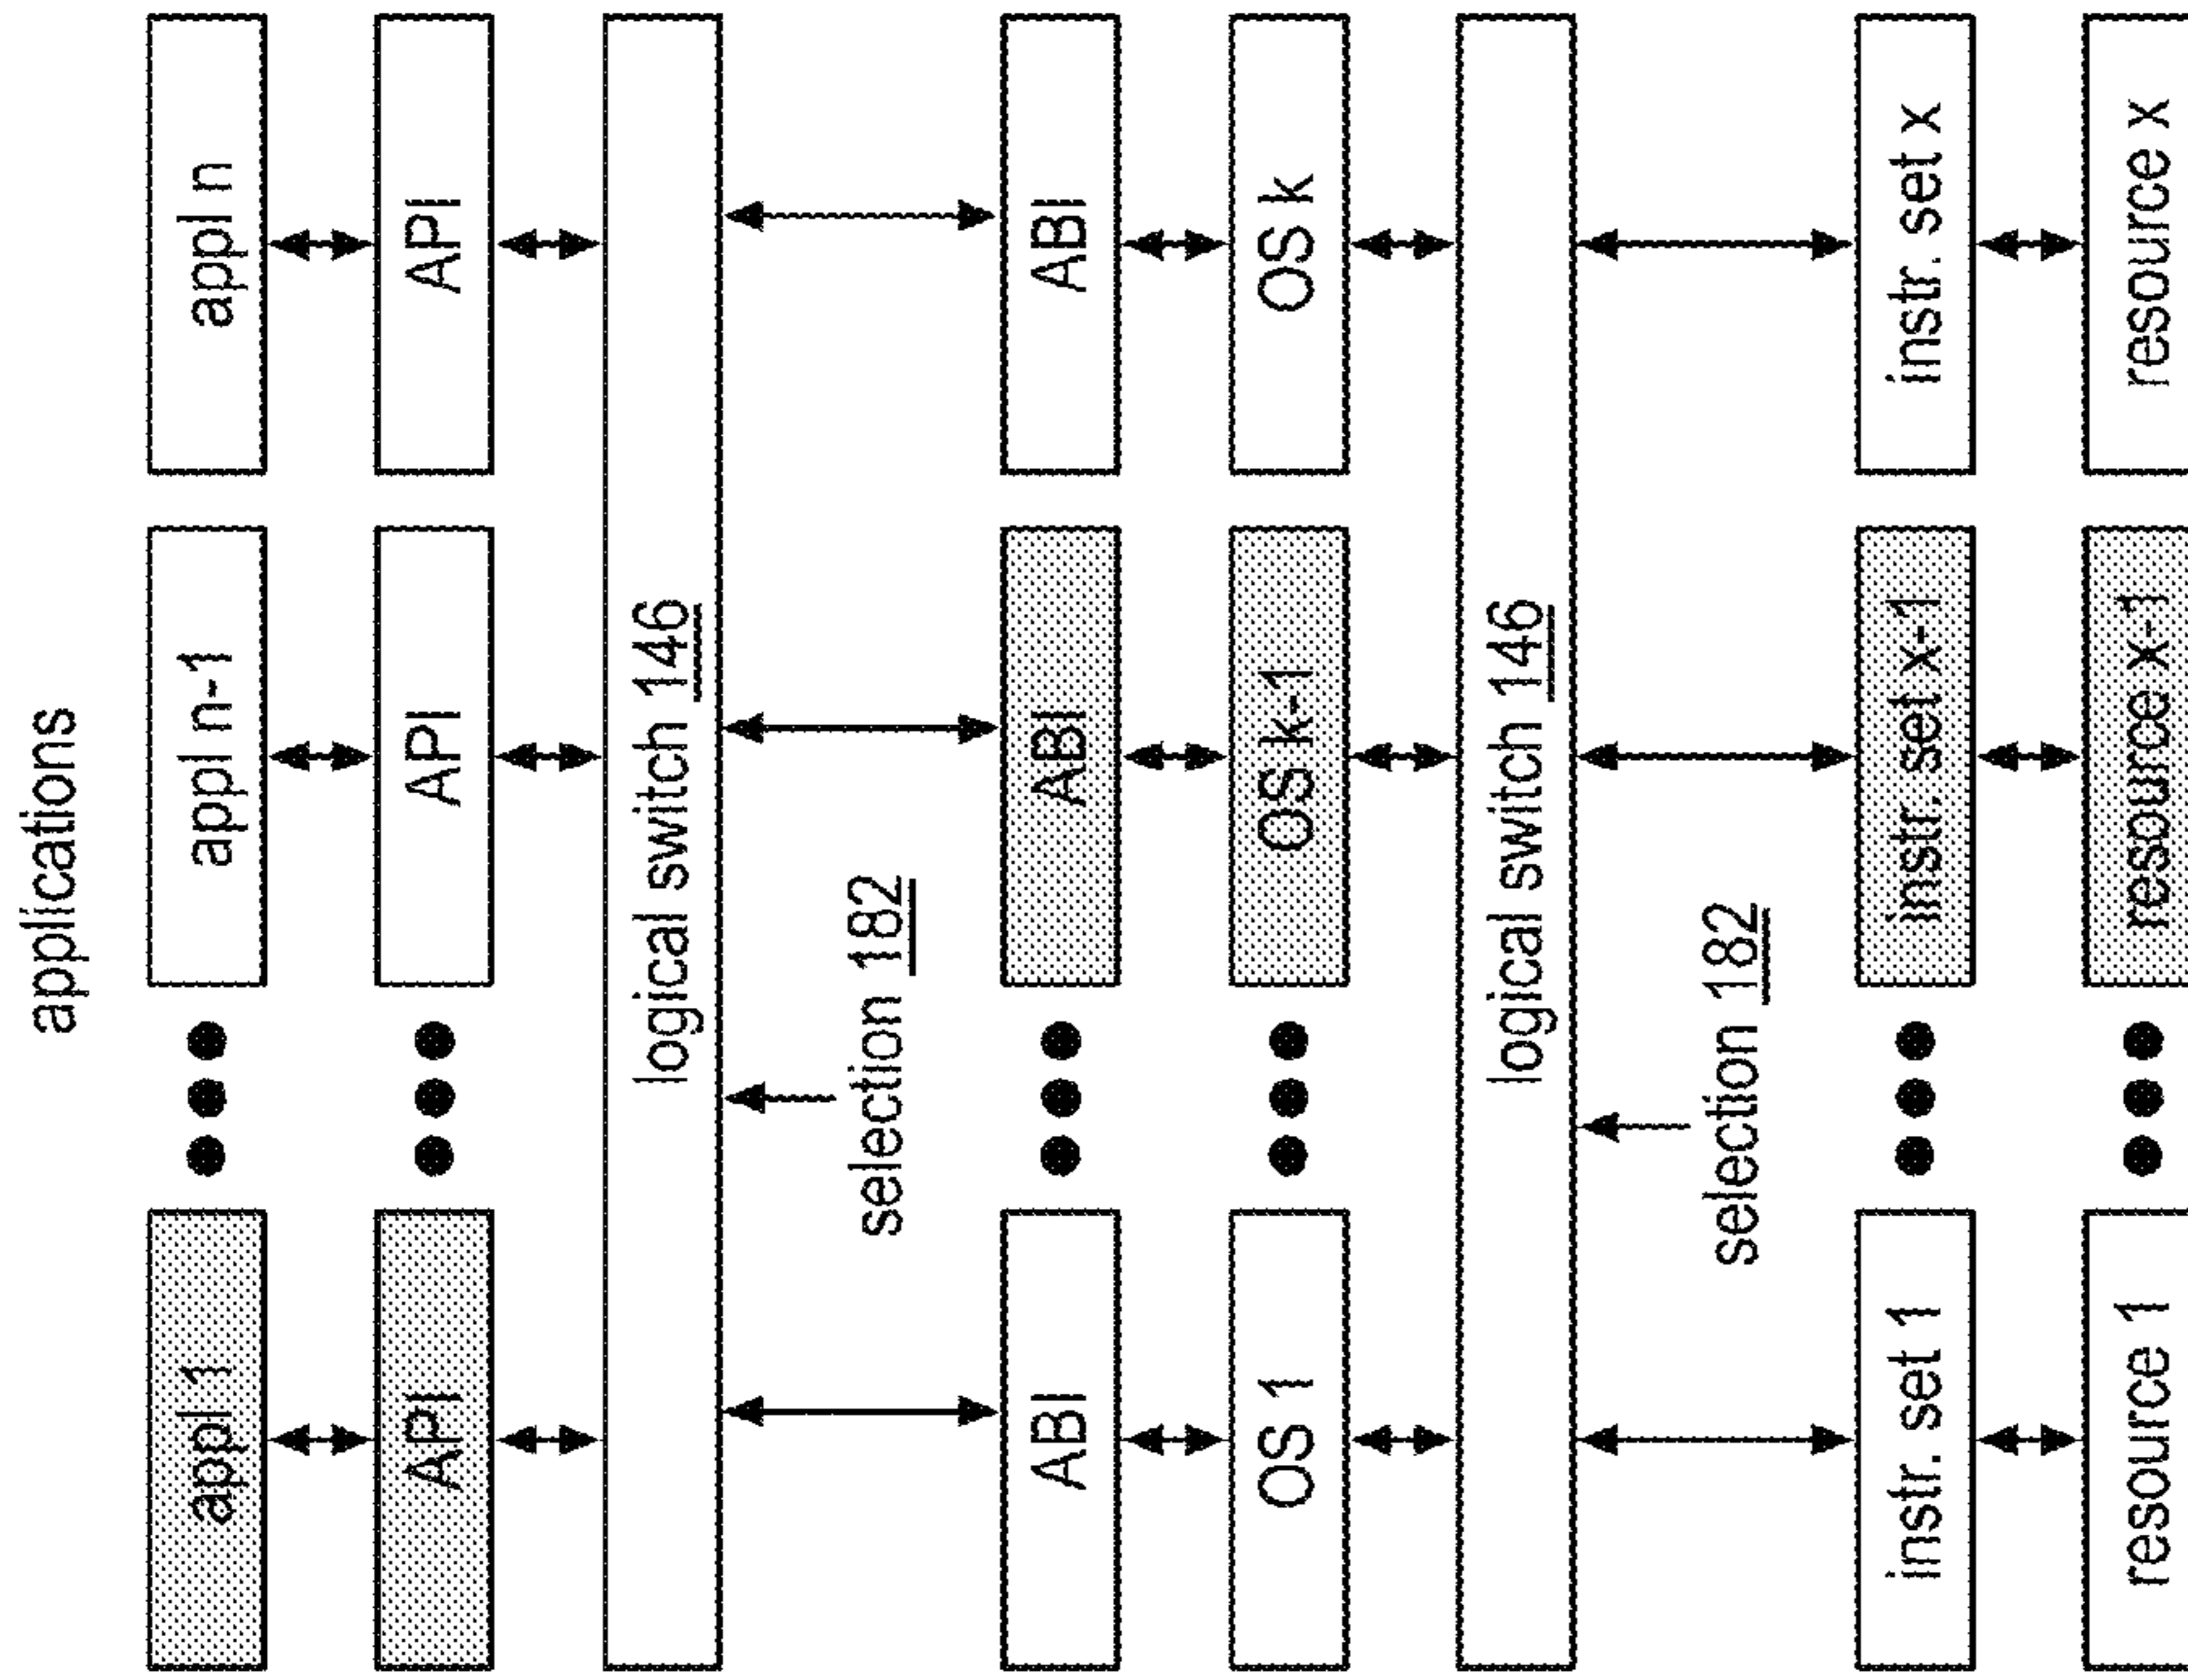 applications
appl 1
appl n-1
appl n
API
API
API
logical switch 146
selection 182
ABI
ABI
ABI
OS 1
OS k-1
OS k
logical switch 146
selection 182
instr. set 1
instr. set x-1
instr. set x
resource 1
resource x-1
resource x